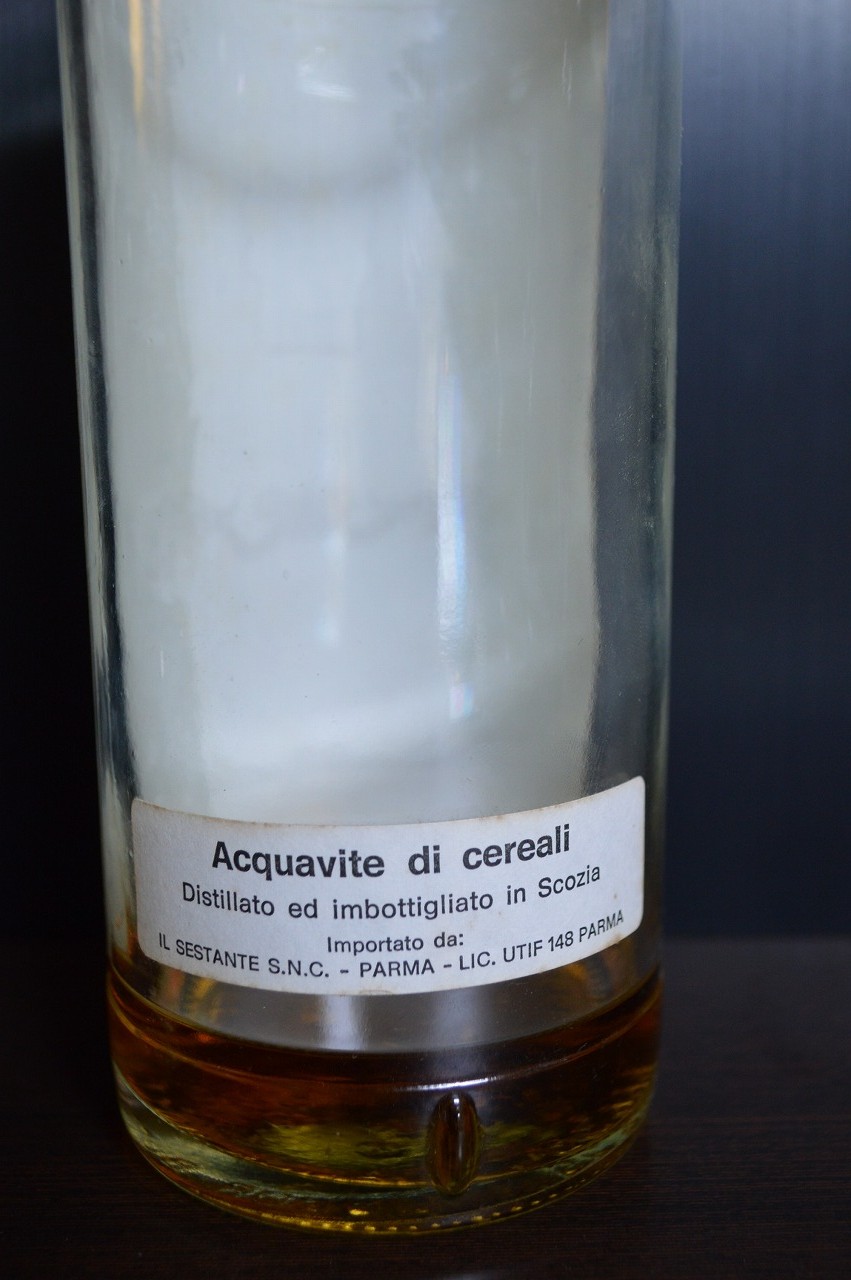 Acquavite di cereali
Distillato ed imbottigliato in Scozia
Importato da:
IL SESTANTE S.N.C. - PARMA - LIC. UTIF 148 PARMA